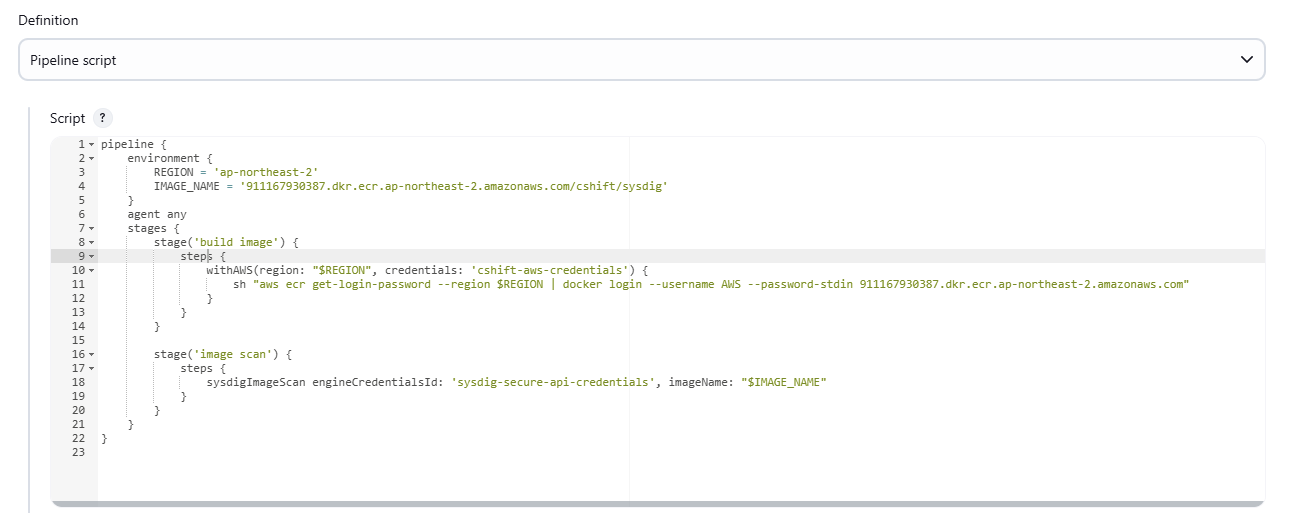 Definition
Pipeline script
Script ?
1 pipeline {
2     environment {
3         REGION = 'ap-northeast-2'
4         IMAGE_NAME = '911167930387.dkr.ecr.ap-northeast-2.amazonaws.com/cshift/sysdig'
5     }
6     agent any
7     stages {
8         stage('build image') {
9             steps {
10                 withAWS(region: "$REGION", credentials: 'cshift-aws-credentials') {
11                     sh "aws ecr get-login-password --region $REGION | docker login --username AWS --password-stdin 911167930387.dkr.ecr.ap-northeast-2.amazonaws.com"
12                 }
13             }
14         }
15
16         stage('image scan') {
17             steps {
18                 sysdigImageScan engineCredentialsId: 'sysdig-secure-api-credentials', imageName: "$IMAGE_NAME"
19             }
20         }
21     }
22 }
23